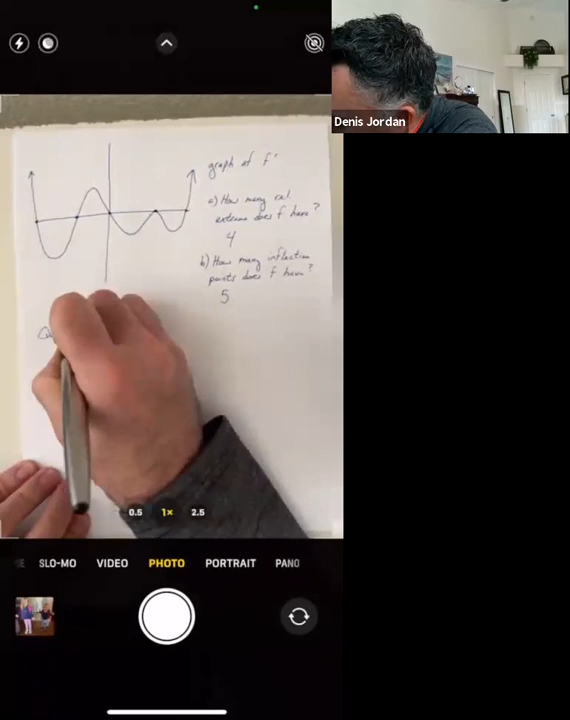 Denis Jordan
graph of f'
a) How many rel
extrema does f have?
4
b) How many inflection
points does f have?
5
Qu
0.5 1× 2.5
SLO-MO VIDEO PHOTO PORTRAIT PANO